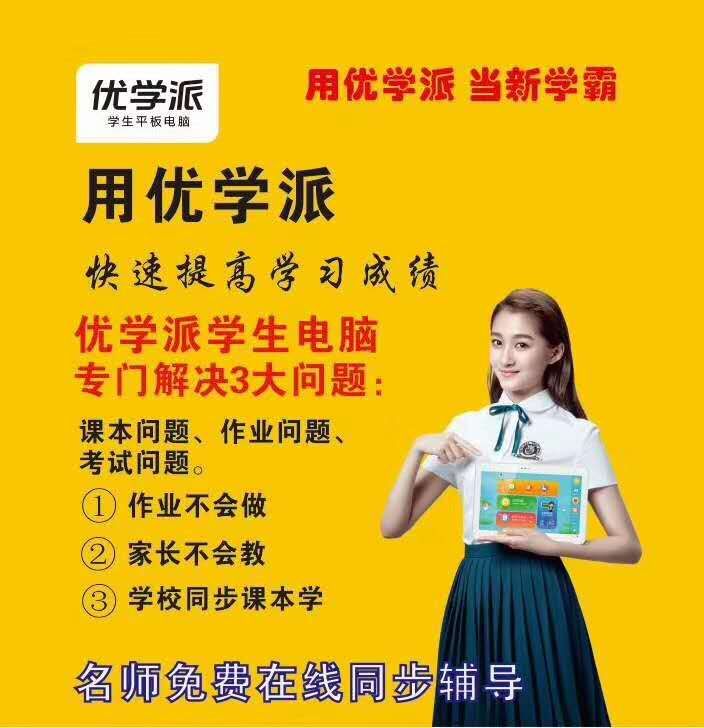 优学派
学生平板电脑
用优学派 当新学霸
用优学派
快速提高学习成绩
优学派学生电脑
专门解决3大问题：
课本问题、作业问题、
考试问题。
① 作业不会做
② 家长不会教
③ 学校同步课本学
名师免费在线同步辅导